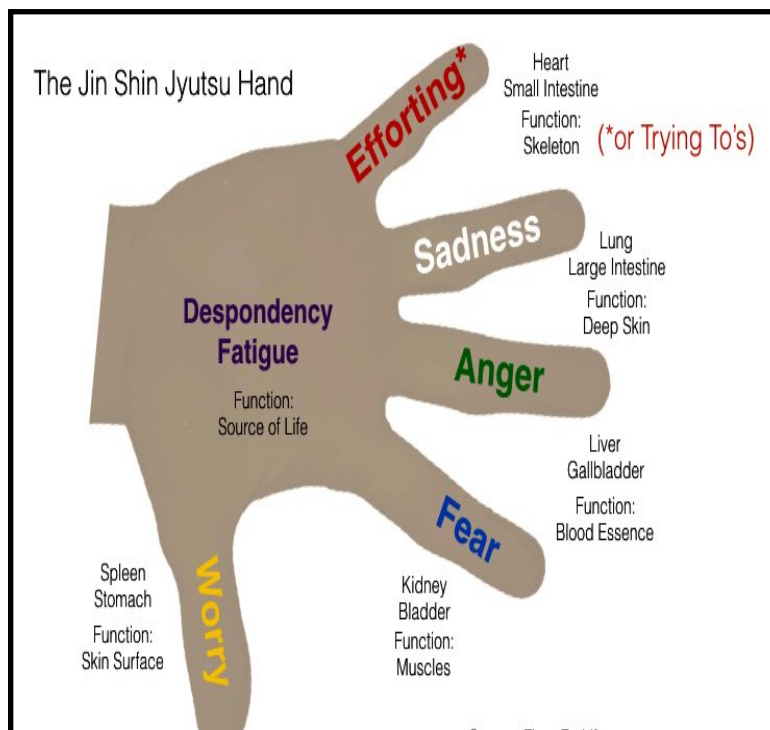 The Jin Shin Jyutsu Hand
Efforting*
Heart
Small Intestine
Function:
Skeleton
(*or Trying To's)
Sadness
Lung
Large Intestine
Function:
Deep Skin
Despondency
Fatigue
Function:
Source of Life
Anger
Liver
Gallbladder
Function:
Blood Essence
Fear
Kidney
Bladder
Function:
Muscles
Worry
Spleen
Stomach
Function:
Skin Surface